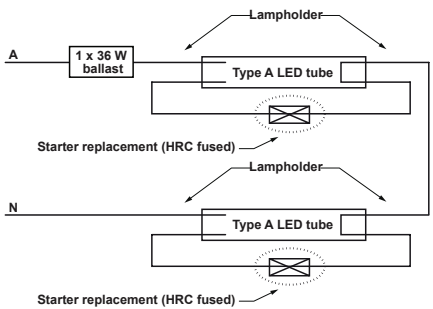 Lampholder
A
1 x 36 W
ballast
Type A LED tube
Starter replacement (HRC fused)
Lampholder
N
Type A LED tube
Starter replacement (HRC fused)